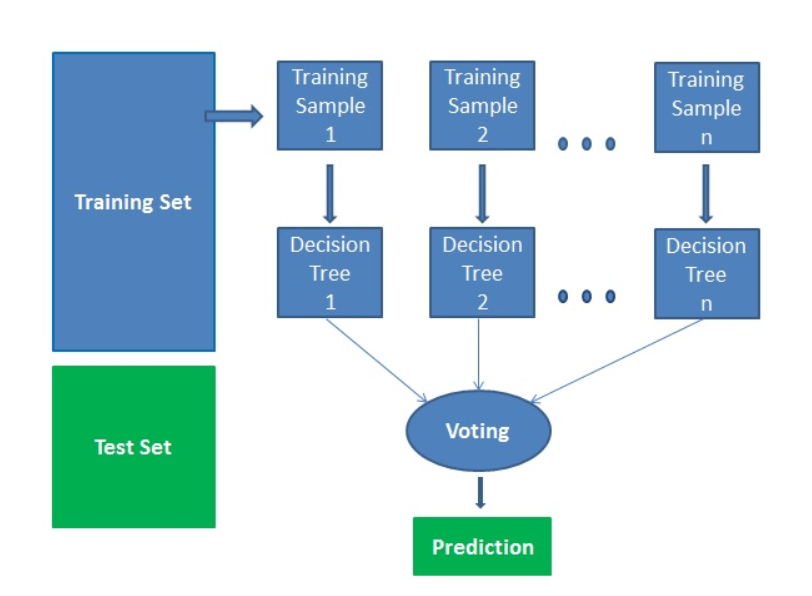 Training Set
Test Set
Training
Sample
1
Training
Sample
2
Training
Sample
n
Decision
Tree
1
Decision
Tree
2
Decision
Tree
n
Voting
Prediction